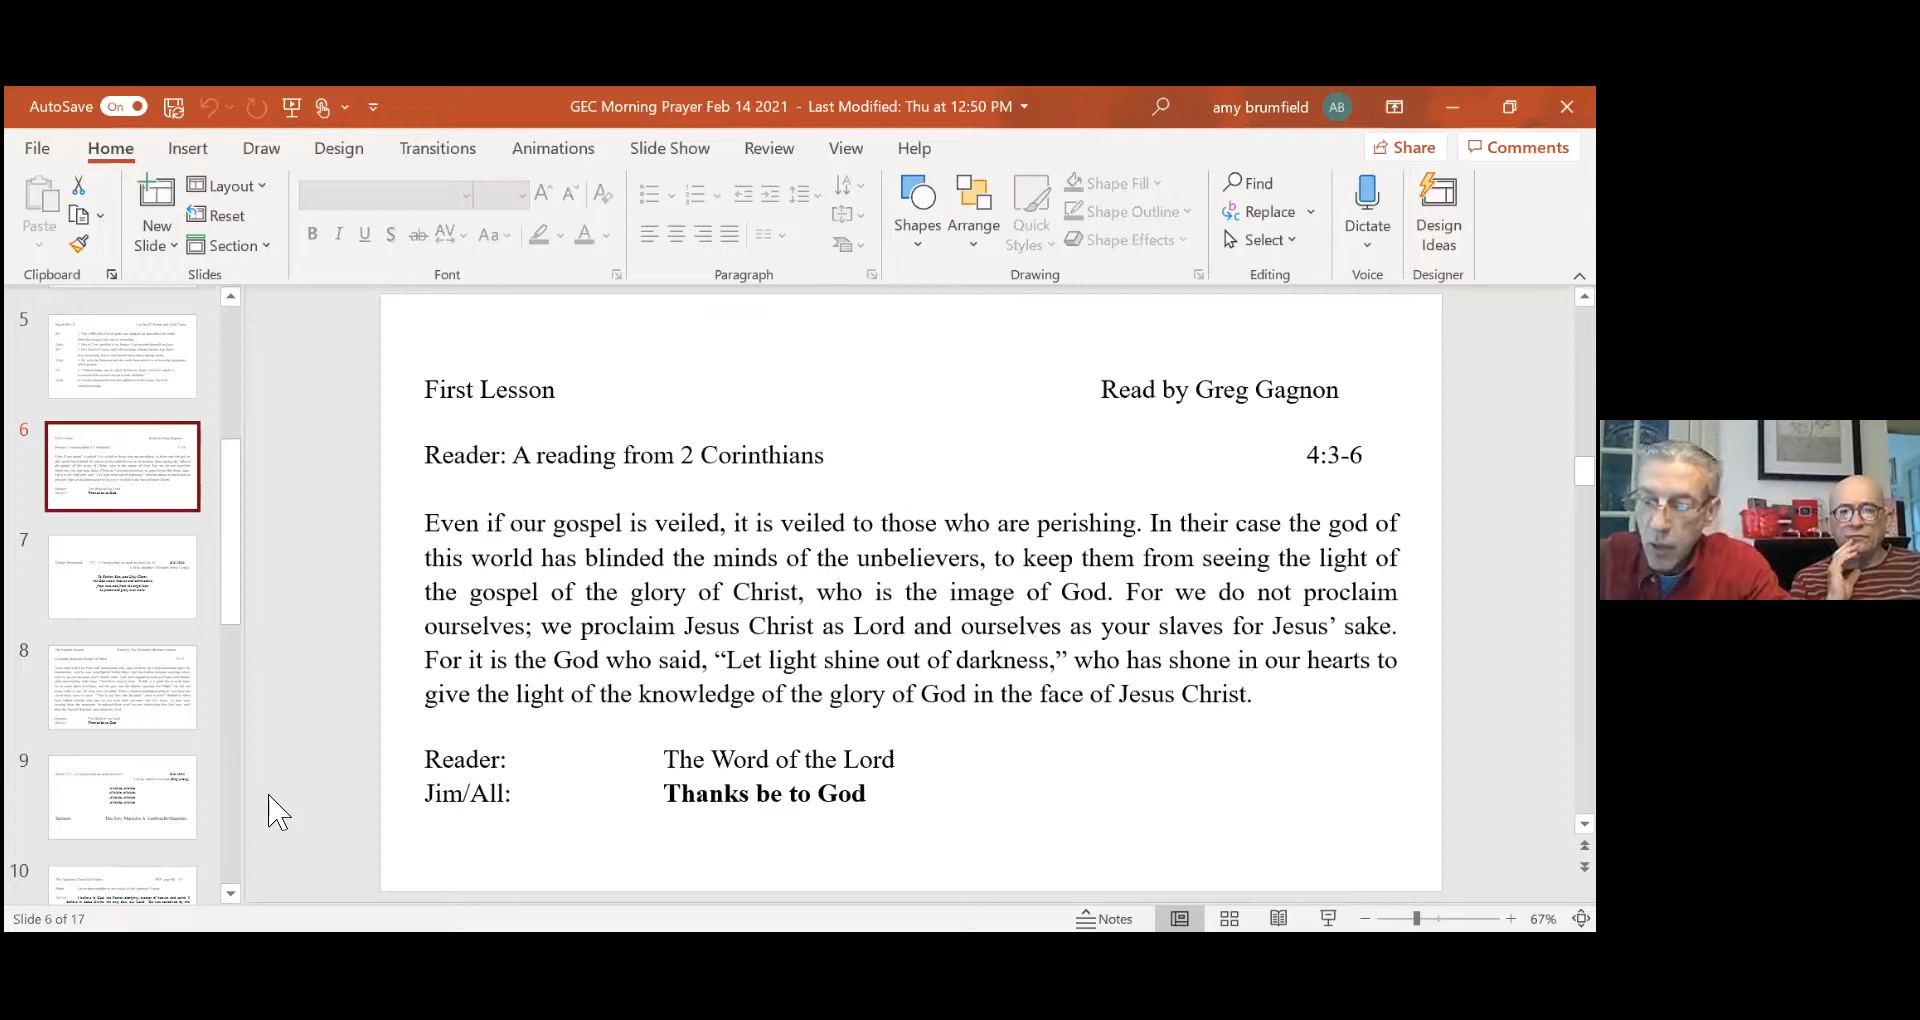 AutoSave On GEC Morning Prayer Feb 14 2021 - Last Modified: Thu at 12:50 PM amy brumfield AB
File Home Insert Draw Design Transitions Animations Slide Show Review View Help Share Comments
Paste
Clipboard
New
Slide
Layout
Reset
Section
Slides
B I U S ab AV Aa A
Font
Paragraph
Shapes
Arrange
Quick
Styles
Shape Fill
Shape Outline
Shape Effects
Drawing
Find
Replace
Select
Editing
Dictate
Voice
Design
Ideas
Designer
5
6
7
8
9
10
First Lesson Read by Greg Gagnon
Reader: A reading from 2 Corinthians 4:3-6
Even if our gospel is veiled, it is veiled to those who are perishing. In their case the god of
this world has blinded the minds of the unbelievers, to keep them from seeing the light of
the gospel of the glory of Christ, who is the image of God. For we do not proclaim
ourselves; we proclaim Jesus Christ as Lord and ourselves as your slaves for Jesus’ sake.
For it is the God who said, “Let light shine out of darkness,” who has shone in our hearts to
give the light of the knowledge of the glory of God in the face of Jesus Christ.
Reader: The Word of the Lord
Jim/All: Thanks be to God
Slide 6 of 17 Notes 67%